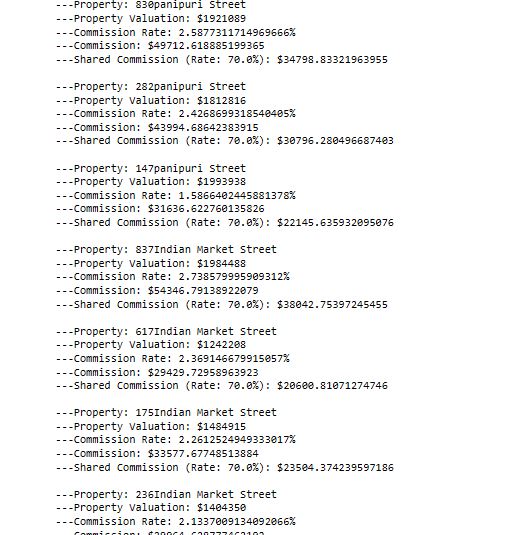 ---Property: 830panipuri Street
---Property Valuation: $1921089
---Commission Rate: 2.5877311714969666%
---Commission: $49712.618885199365
---Shared Commission (Rate: 70.0%): $34798.83321963955
---Property: 282panipuri Street
---Property Valuation: $1812816
---Commission Rate: 2.4268699318540405%
---Commission: $43994.68642383915
---Shared Commission (Rate: 70.0%): $30796.280496687403
---Property: 147panipuri Street
---Property Valuation: $1993938
---Commission Rate: 1.5866402445881378%
---Commission: $31636.622760135826
---Shared Commission (Rate: 70.0%): $22145.635932095076
---Property: 837Indian Market Street
---Property Valuation: $1984488
---Commission Rate: 2.738579995909312%
---Commission: $54346.79138922079
---Shared Commission (Rate: 70.0%): $38042.75397245455
---Property: 617Indian Market Street
---Property Valuation: $1242208
---Commission Rate: 2.369146679915057%
---Commission: $29429.72958963923
---Shared Commission (Rate: 70.0%): $20600.81071274746
---Property: 175Indian Market Street
---Property Valuation: $1484915
---Commission Rate: 2.2612524949333017%
---Commission: $33577.67748513884
---Shared Commission (Rate: 70.0%): $23504.374239597186
---Property: 236Indian Market Street
---Property Valuation: $1404350
---Commission Rate: 2.1337009134092066%